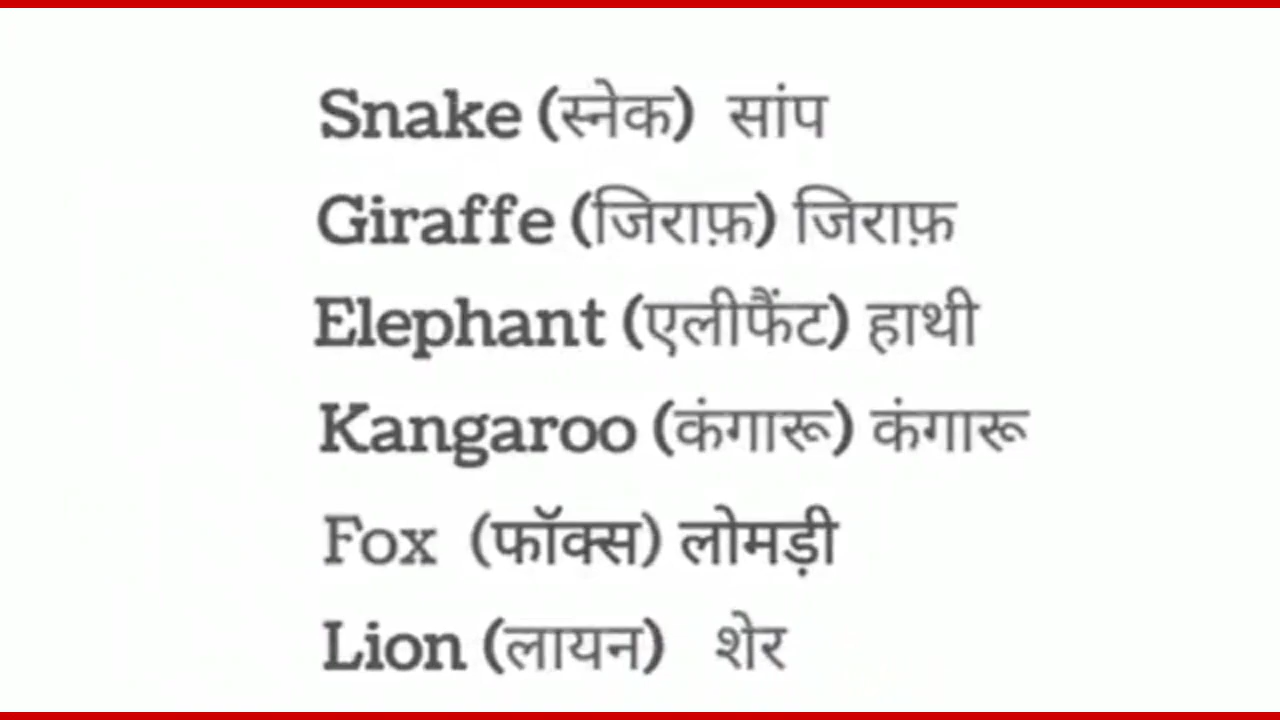 Snake (स्नेक) सांप
Giraffe (जिराफ़) जिराफ़
Elephant (एलीफैंट) हाथी
Kangaroo (कंगारू) कंगारू
Fox (फॉक्स) लोमड़ी
Lion (लायन) शेर